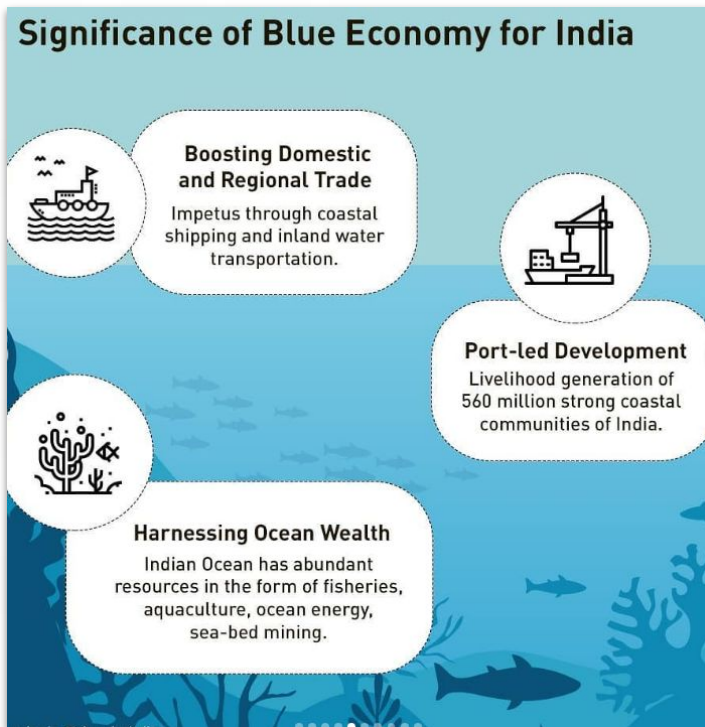 Significance of Blue Economy for India
Boosting Domestic
and Regional Trade
Impetus through coastal
shipping and inland water
transportation.
Port-led Development
Livelihood generation of
560 million strong coastal
communities of India.
Harnessing Ocean Wealth
Indian Ocean has abundant
resources in the form of fisheries,
aquaculture, ocean energy,
sea-bed mining.